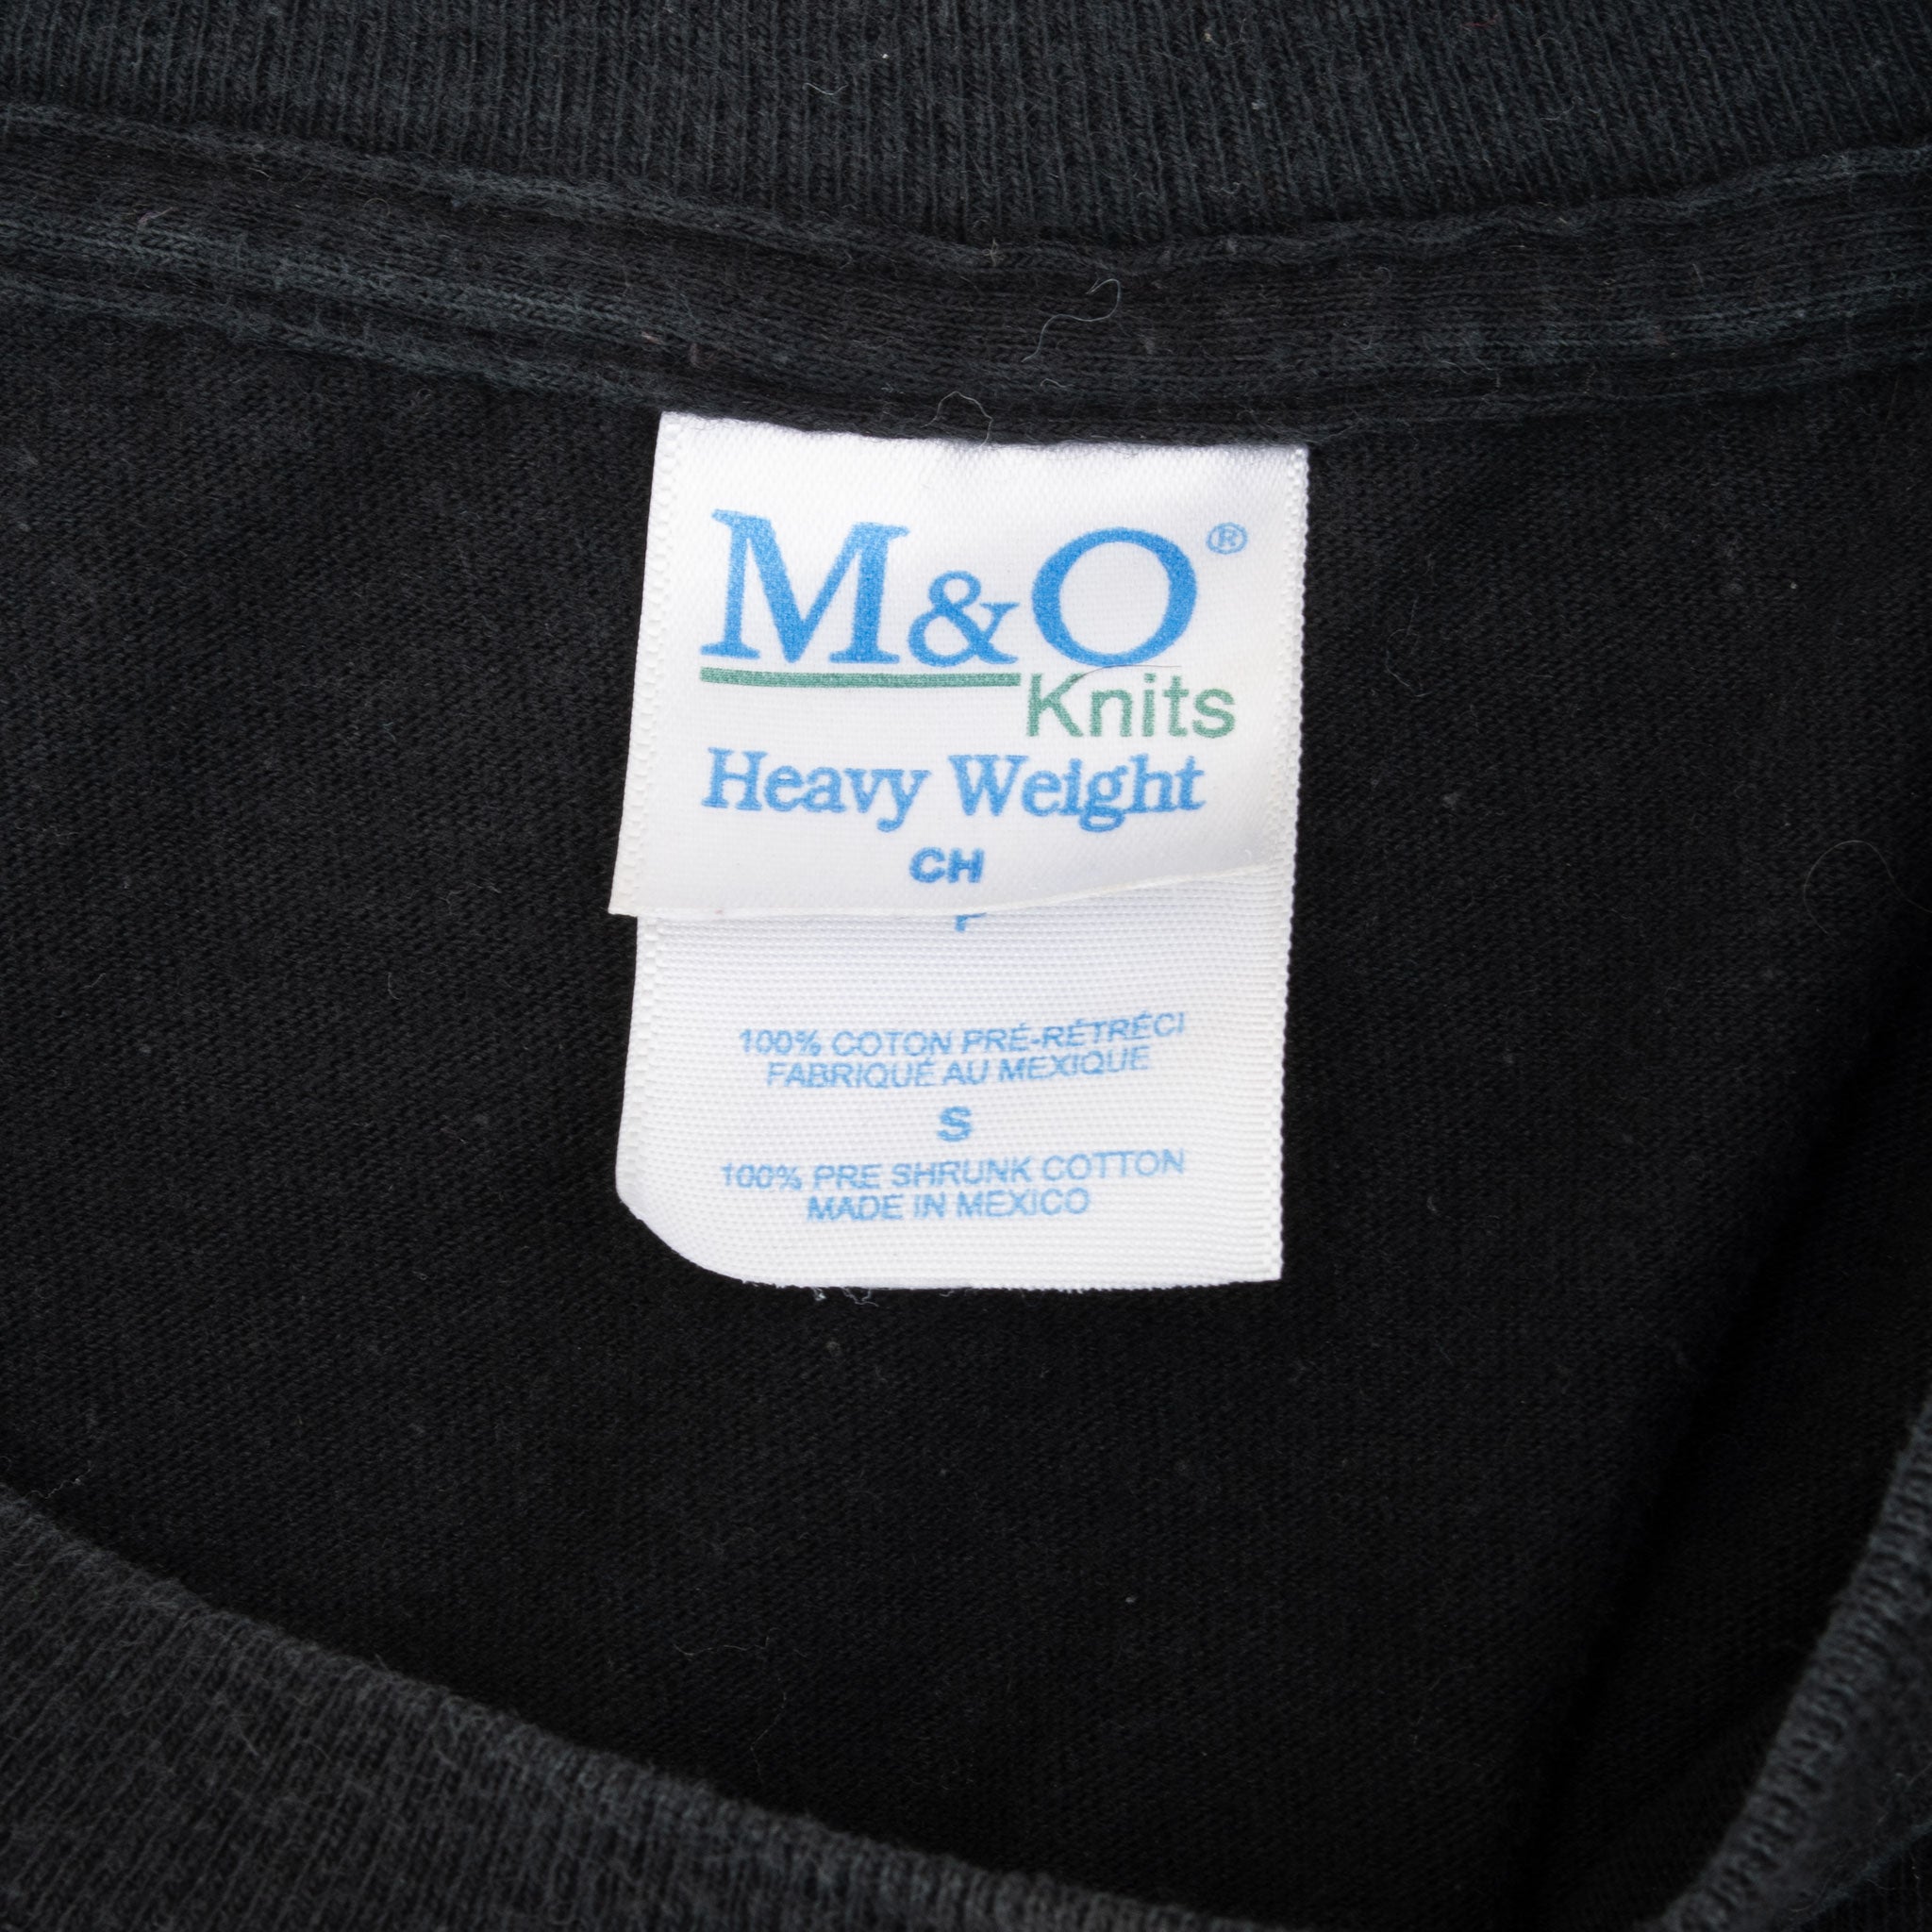 M&O®
Knits
Heavy Weight
CH
100% COTON PRÉ-RÉTRÉCI
FABRIQUÉ AU MEXIQUE
S
100% PRE SHRUNK COTTON
MADE IN MEXICO